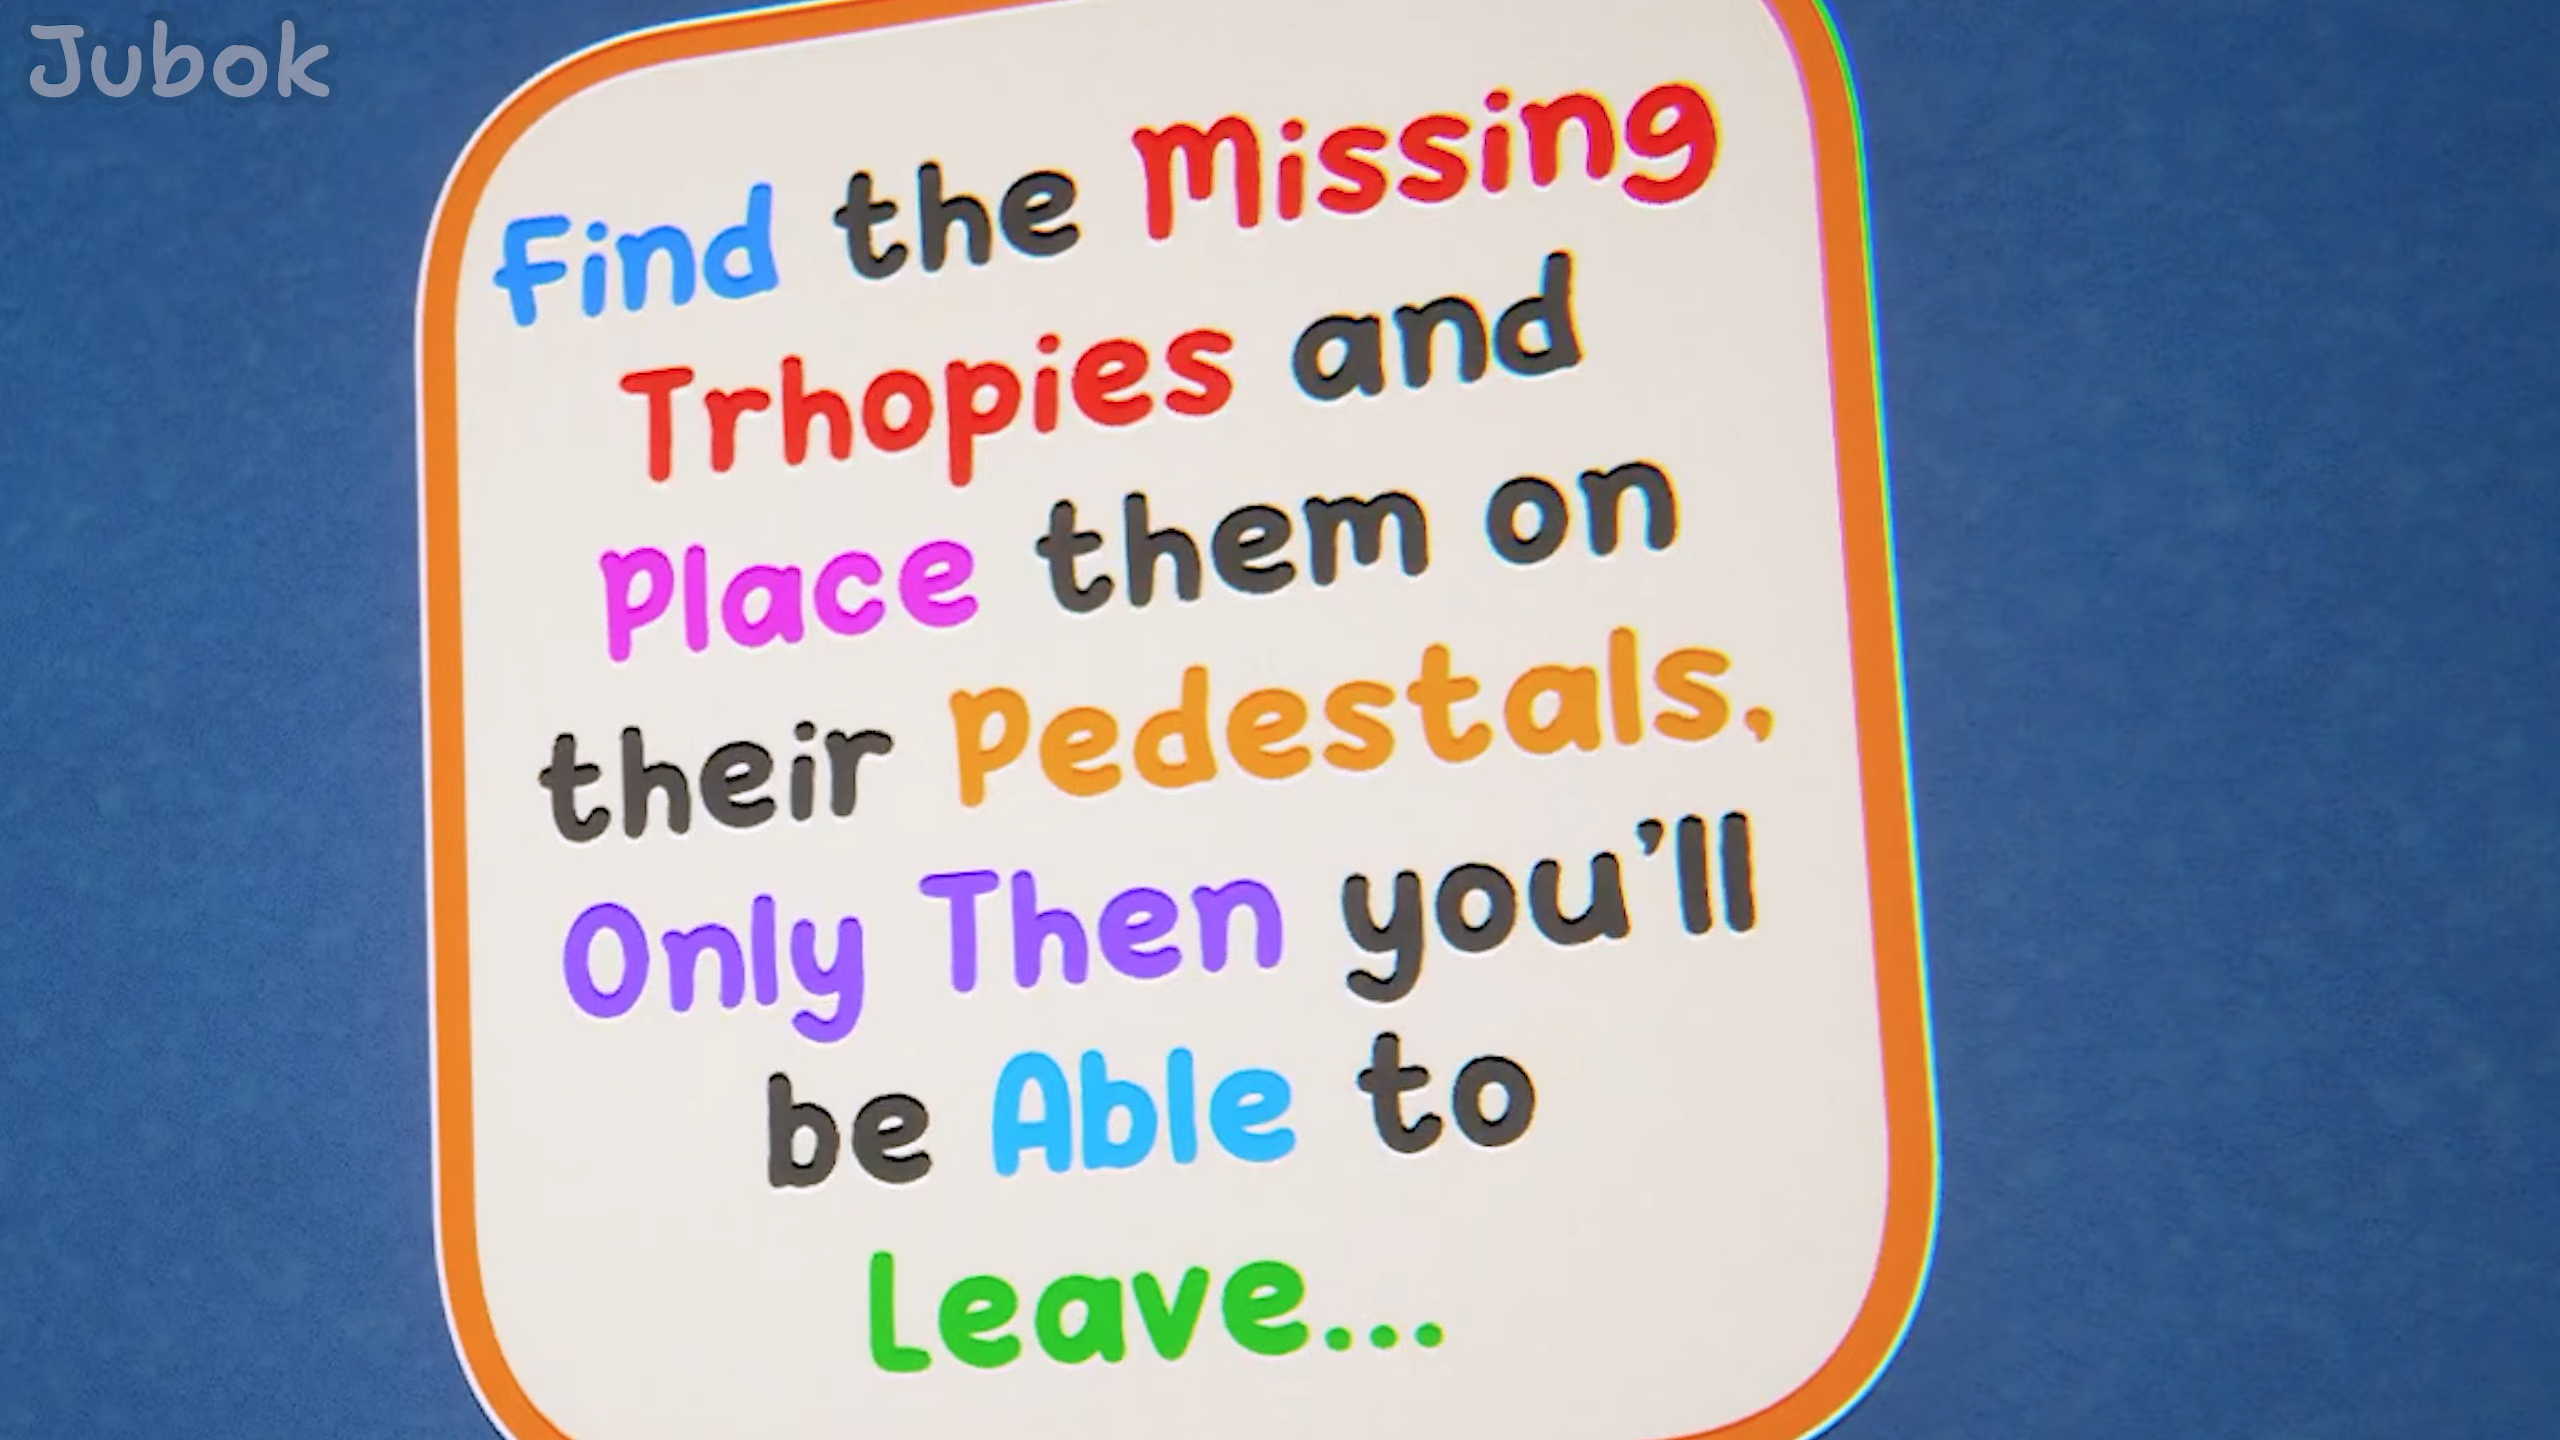 Jubok
Find the Missing
Trhopies and
Place them on
their Pedestals,
Only Then you'll
be Able to
Leave...